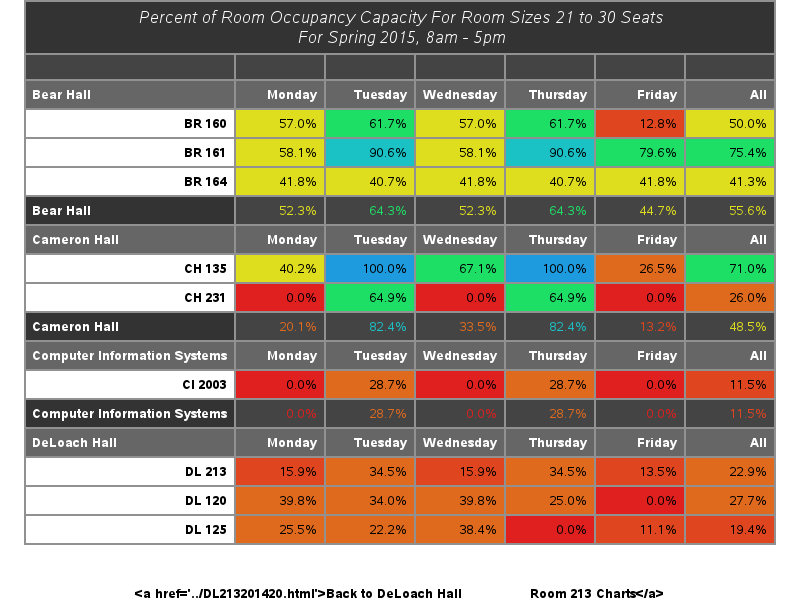 Percent of Room Occupancy Capacity For Room Sizes 21 to 30 Seats
For Spring 2015, 8am - 5pm
Bear Hall Monday Tuesday Wednesday Thursday Friday All
BR 160 57.0% 61.7% 57.0% 61.7% 12.8% 50.0%
BR 161 58.1% 90.6% 58.1% 90.6% 79.6% 75.4%
BR 164 41.8% 40.7% 41.8% 40.7% 41.8% 41.3%
Bear Hall 52.3% 64.3% 52.3% 64.3% 44.7% 55.6%
Cameron Hall Monday Tuesday Wednesday Thursday Friday All
CH 135 40.2% 100.0% 67.1% 100.0% 26.5% 71.0%
CH 231 0.0% 64.9% 0.0% 64.9% 0.0% 26.0%
Cameron Hall 20.1% 82.4% 33.5% 82.4% 13.2% 48.5%
Computer Information Systems Monday Tuesday Wednesday Thursday Friday All
CI 2003 0.0% 28.7% 0.0% 28.7% 0.0% 11.5%
Computer Information Systems 0.0% 28.7% 0.0% 28.7% 0.0% 11.5%
DeLoach Hall Monday Tuesday Wednesday Thursday Friday All
DL 213 15.9% 34.5% 15.9% 34.5% 13.5% 22.9%
DL 120 39.8% 34.0% 39.8% 25.0% 0.0% 27.7%
DL 125 25.5% 22.2% 38.4% 0.0% 11.1% 19.4%
<a href='../DL213201420.html'>Back to DeLoach Hall Room 213 Charts</a>